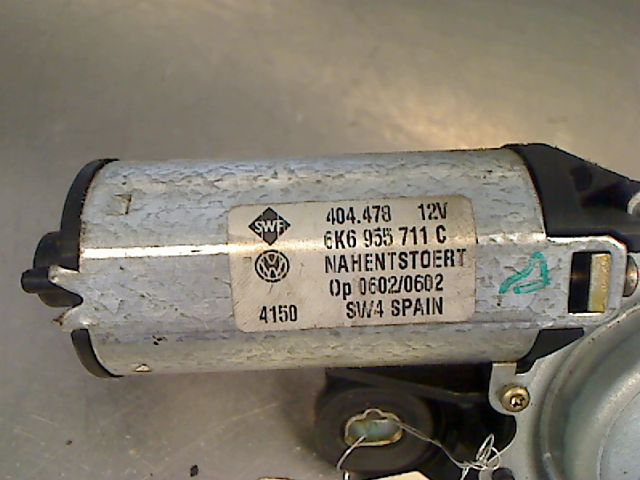 SWF 404.478 12V
6K6 955 711 C
NAHENTSTOERT
Op 0602/0602
4150 SW4 SPAIN